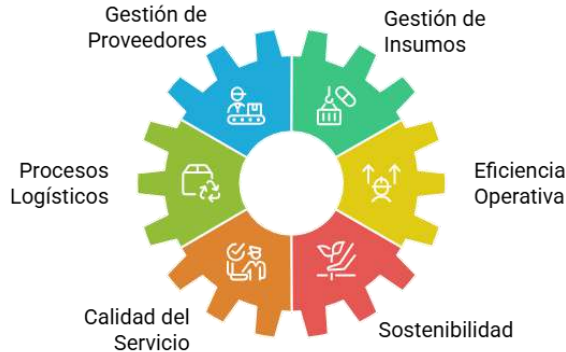 Gestión de
Proveedores
Gestión de
Insumos
Procesos
Logísticos
Eficiencia
Operativa
Calidad del
Servicio
Sostenibilidad